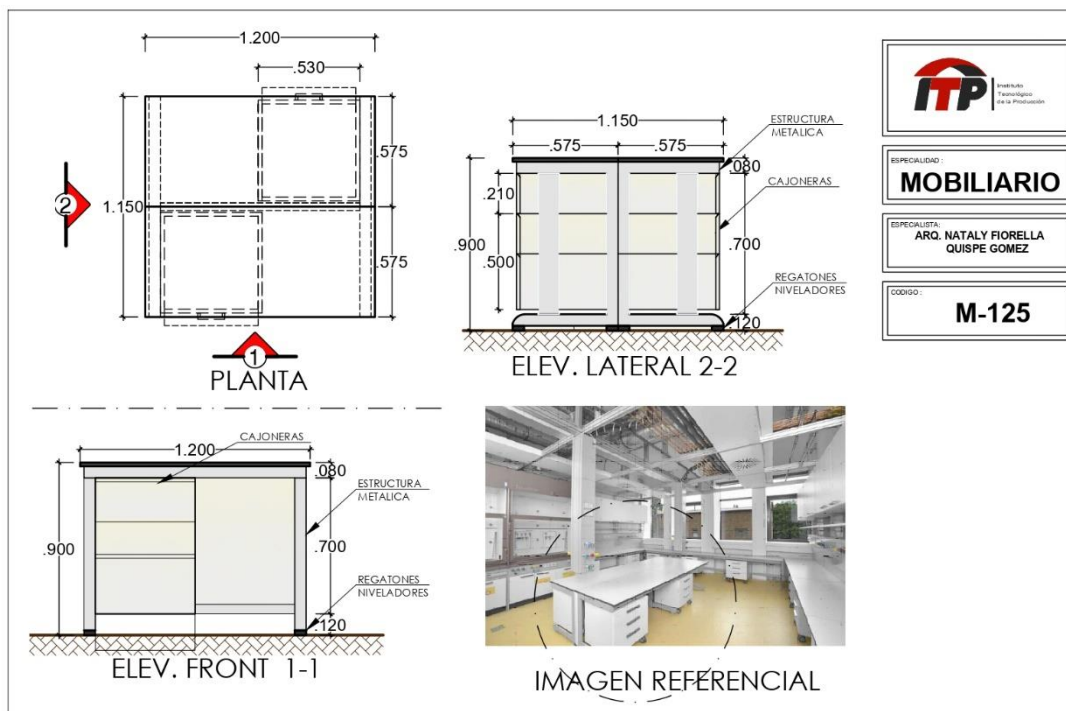 1.200
.530
1.150
.575
.575
2
1
PLANTA
1.150
.575
.575
ESTRUCTURA
METALICA
.080
CAJONERAS
.210
.900
.500
.700
REGATONES
NIVELADORES
.120
ELEV. LATERAL 2-2
CAJONERAS
1.200
.080
ESTRUCTURA
METALICA
.900
.700
REGATONES
NIVELADORES
.120
ELEV. FRONT 1-1
IMAGEN REFERENCIAL
ITP
Instituto
Tecnológico
de la Producción
ESPECIALIDAD :
MOBILIARIO
ESPECIALISTA:
ARQ. NATALY FIORELLA
QUISPE GOMEZ
CODIGO :
M-125